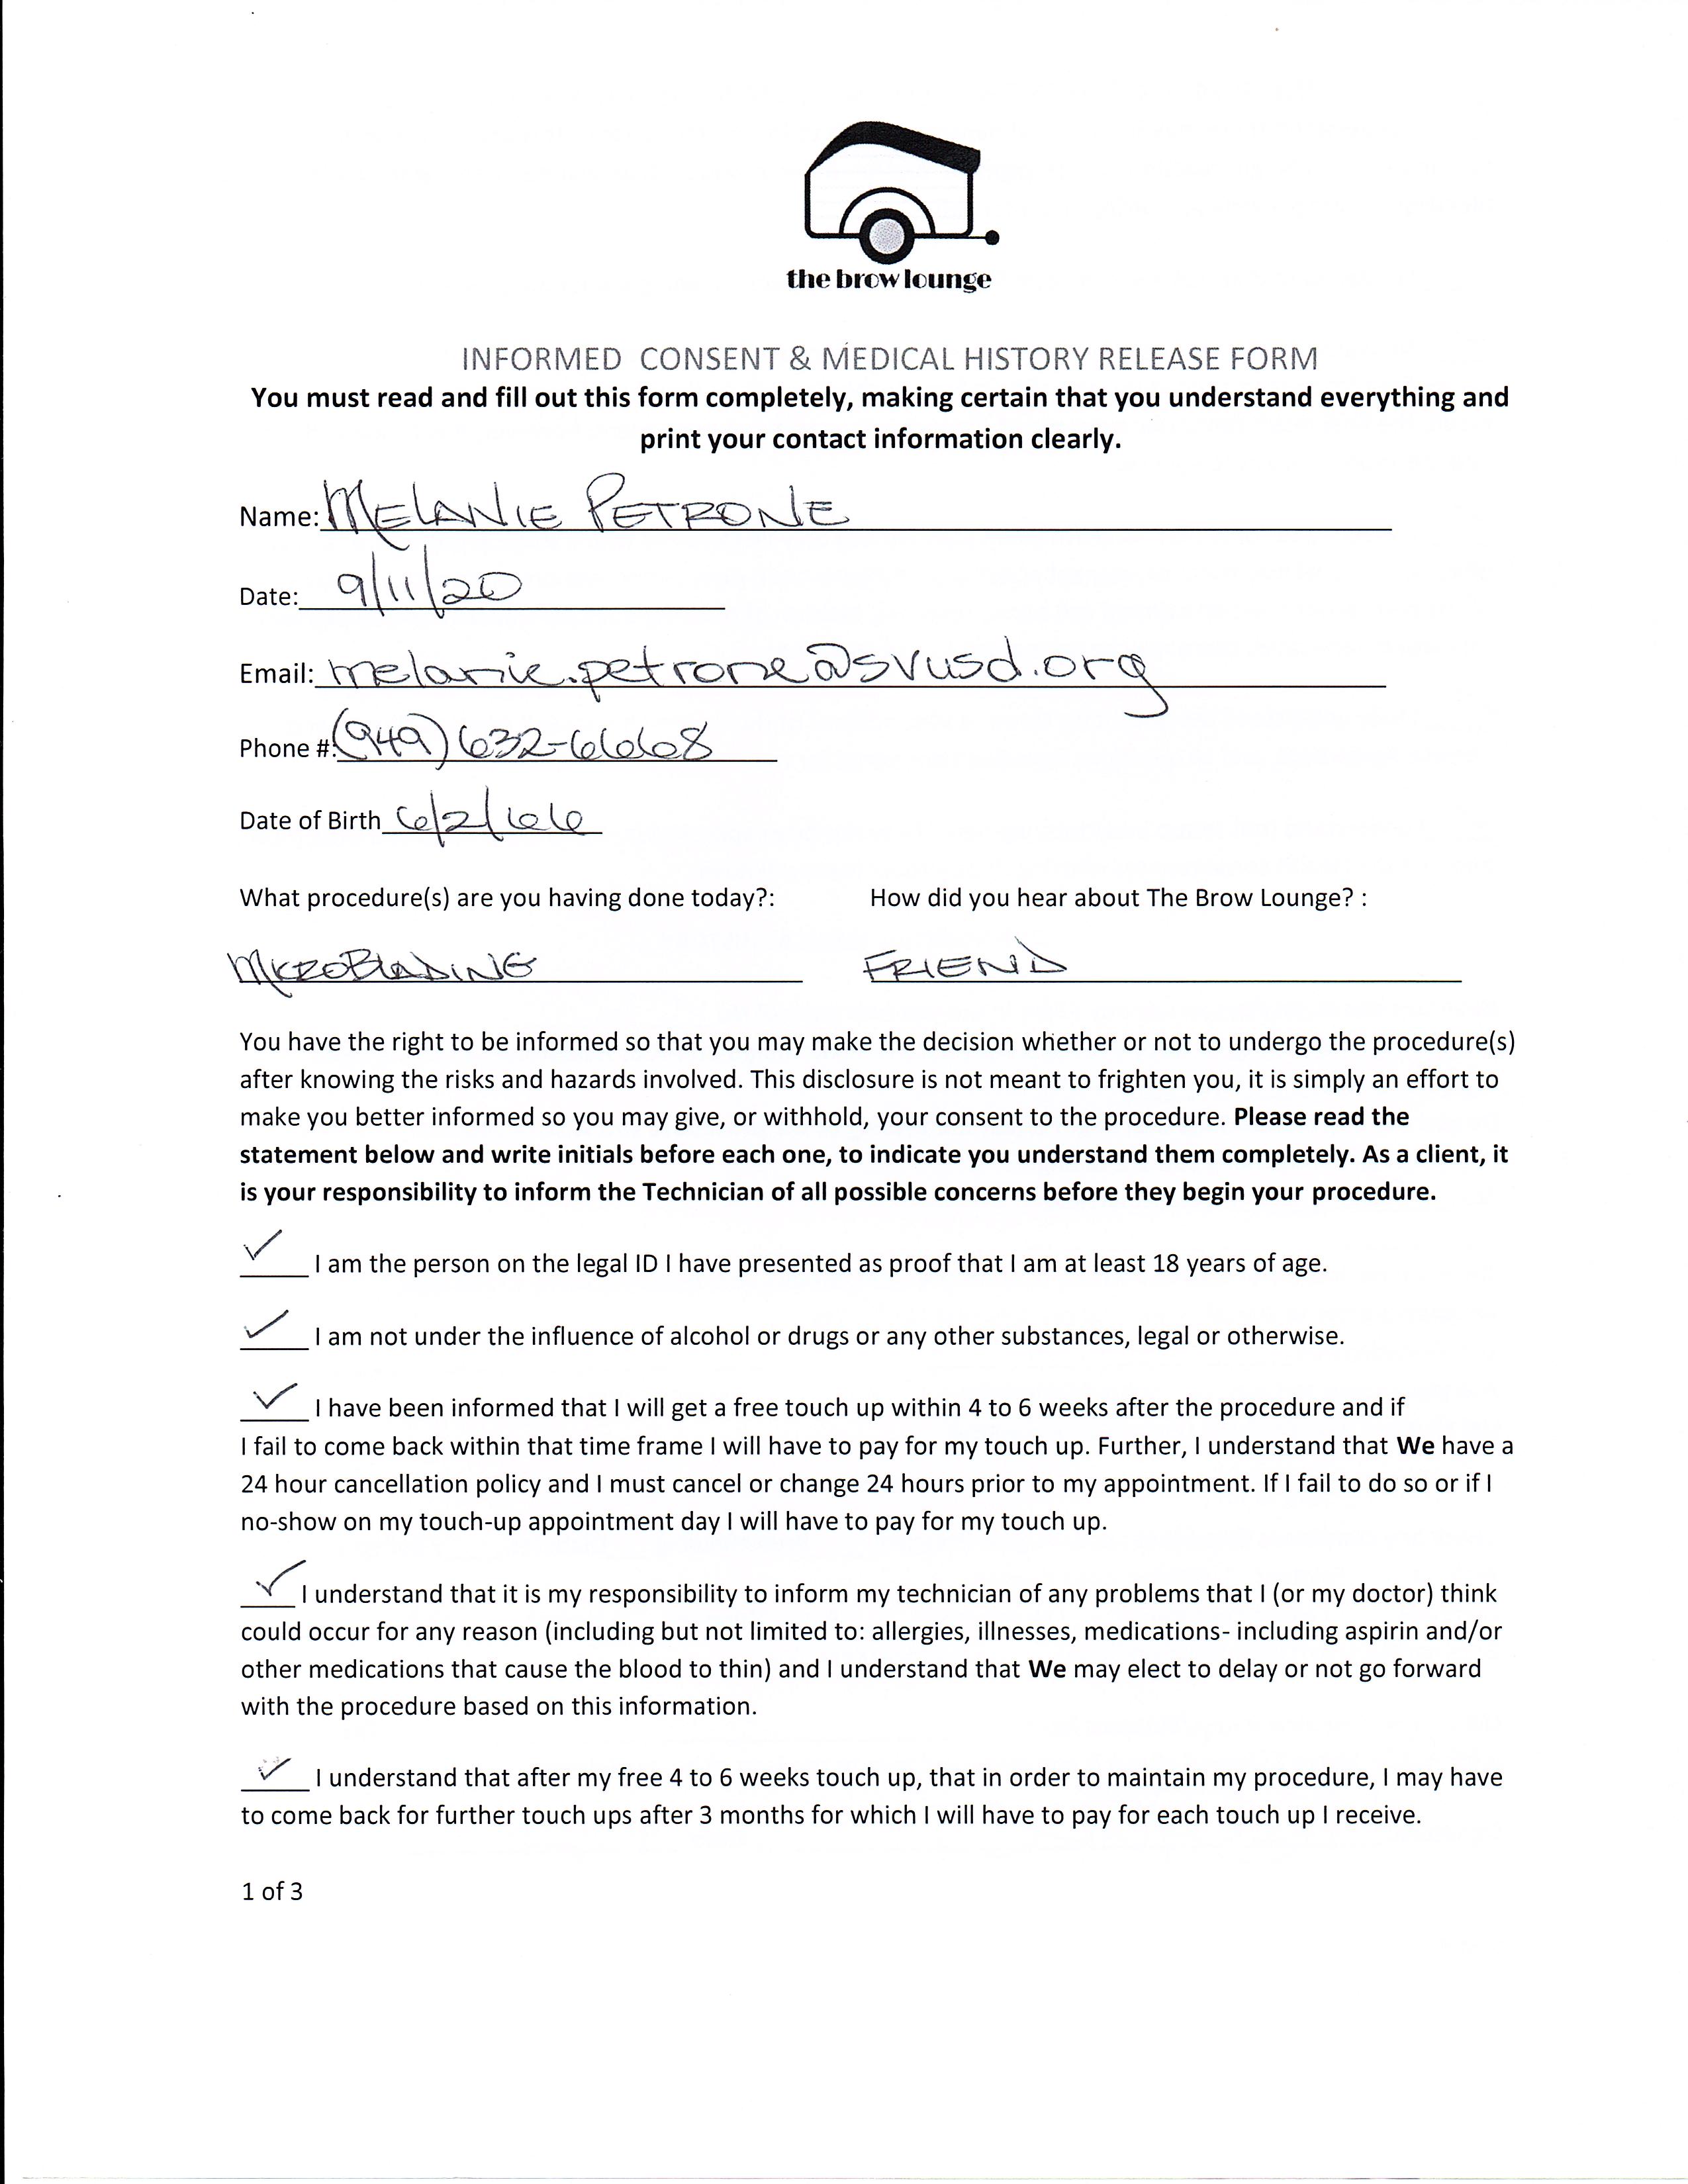 the brow lounge
INFORMED CONSENT & MEDICAL HISTORY RELEASE FORM
You must read and fill out this form completely, making certain that you understand everything and
print your contact information clearly.
Name: MELANIE PETRONE
Date: 9/11/20
Email: melanie.petrone@svusd.org
Phone #: (949) 632-6668
Date of Birth 6/2/66
What procedure(s) are you having done today?: How did you hear about The Brow Lounge? :
MICROBLADING FRIEND
You have the right to be informed so that you may make the decision whether or not to undergo the procedure(s)
after knowing the risks and hazards involved. This disclosure is not meant to frighten you, it is simply an effort to
make you better informed so you may give, or withhold, your consent to the procedure. Please read the
statement below and write initials before each one, to indicate you understand them completely. As a client, it
is your responsibility to inform the Technician of all possible concerns before they begin your procedure.
✓ I am the person on the legal ID I have presented as proof that I am at least 18 years of age.
✓ I am not under the influence of alcohol or drugs or any other substances, legal or otherwise.
✓ I have been informed that I will get a free touch up within 4 to 6 weeks after the procedure and if
I fail to come back within that time frame I will have to pay for my touch up. Further, I understand that We have a
24 hour cancellation policy and I must cancel or change 24 hours prior to my appointment. If I fail to do so or if I
no-show on my touch-up appointment day I will have to pay for my touch up.
✓ I understand that it is my responsibility to inform my technician of any problems that I (or my doctor) think
could occur for any reason (including but not limited to: allergies, illnesses, medications- including aspirin and/or
other medications that cause the blood to thin) and I understand that We may elect to delay or not go forward
with the procedure based on this information.
✓ I understand that after my free 4 to 6 weeks touch up, that in order to maintain my procedure, I may have
to come back for further touch ups after 3 months for which I will have to pay for each touch up I receive.
1 of 3